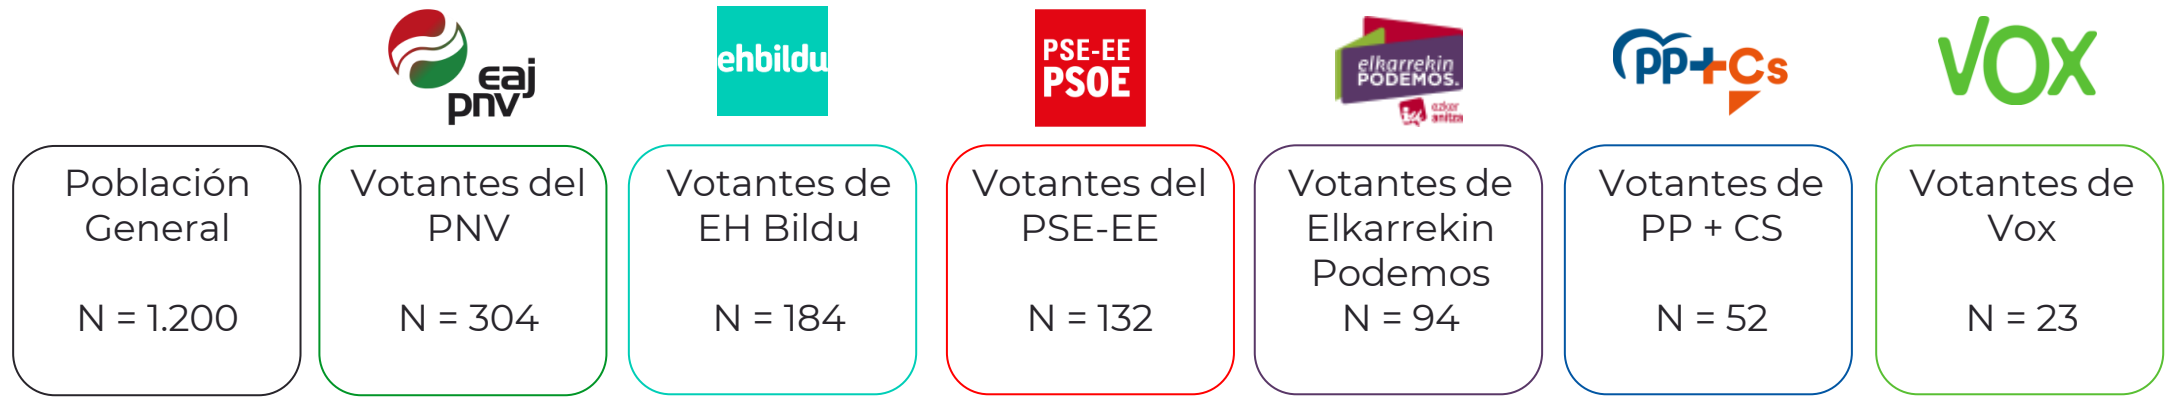 eaj
pnv
ehbildu
PSE-EE
PSOE
elkarrekin
PODEMOS.
iu ezker
anitza
PP+Cs
VOX
Población
General
N = 1.200
Votantes del
PNV
N = 304
Votantes de
EH Bildu
N = 184
Votantes del
PSE-EE
N = 132
Votantes de
Elkarrekin
Podemos
N = 94
Votantes de
PP + CS
N = 52
Votantes de
Vox
N = 23